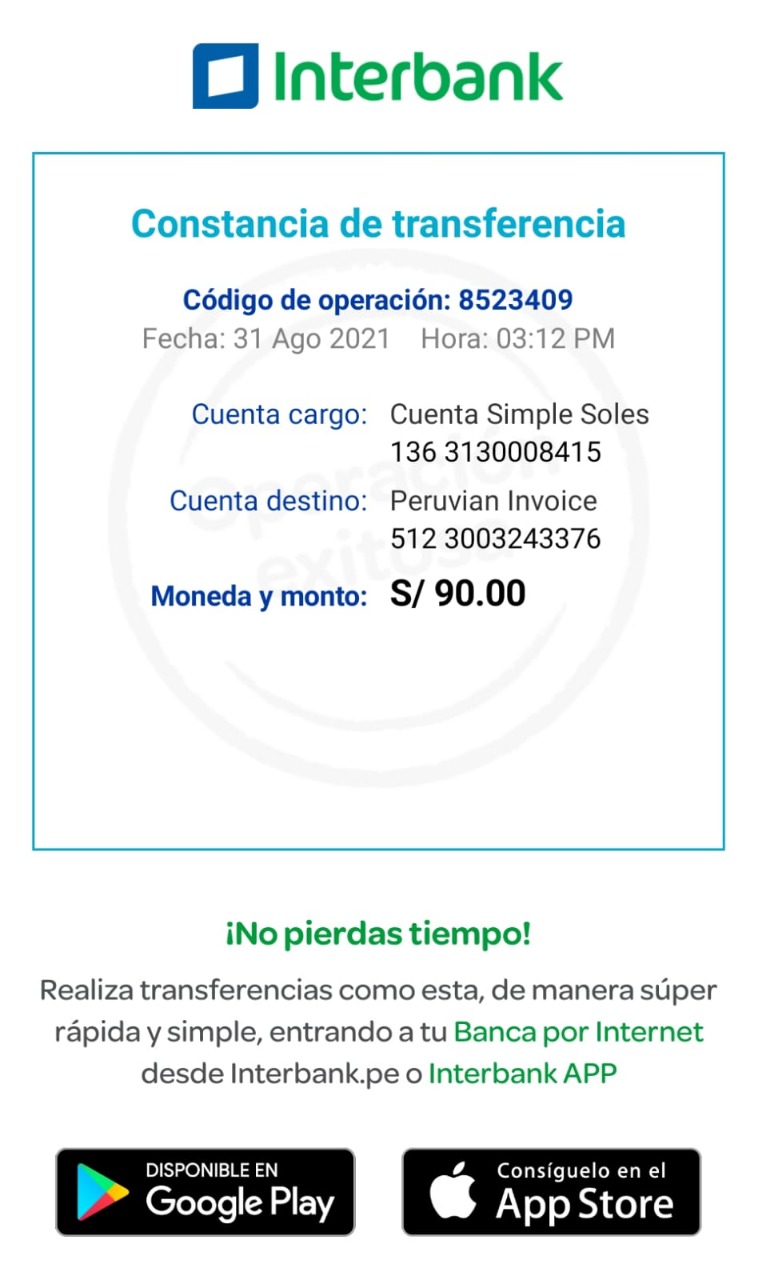 Interbank
Constancia de transferencia
Código de operación: 8523409
Fecha: 31 Ago 2021 Hora: 03:12 PM
Cuenta cargo: Cuenta Simple Soles
136 3130008415
Cuenta destino: Peruvian Invoice
512 3003243376
Moneda y monto: S/ 90.00
Operación
exitosa
¡No pierdas tiempo!
Realiza transferencias como esta, de manera súper
rápida y simple, entrando a tu Banca por Internet
desde Interbank.pe o Interbank APP
DISPONIBLE EN
Google Play
Consíguelo en el
App Store